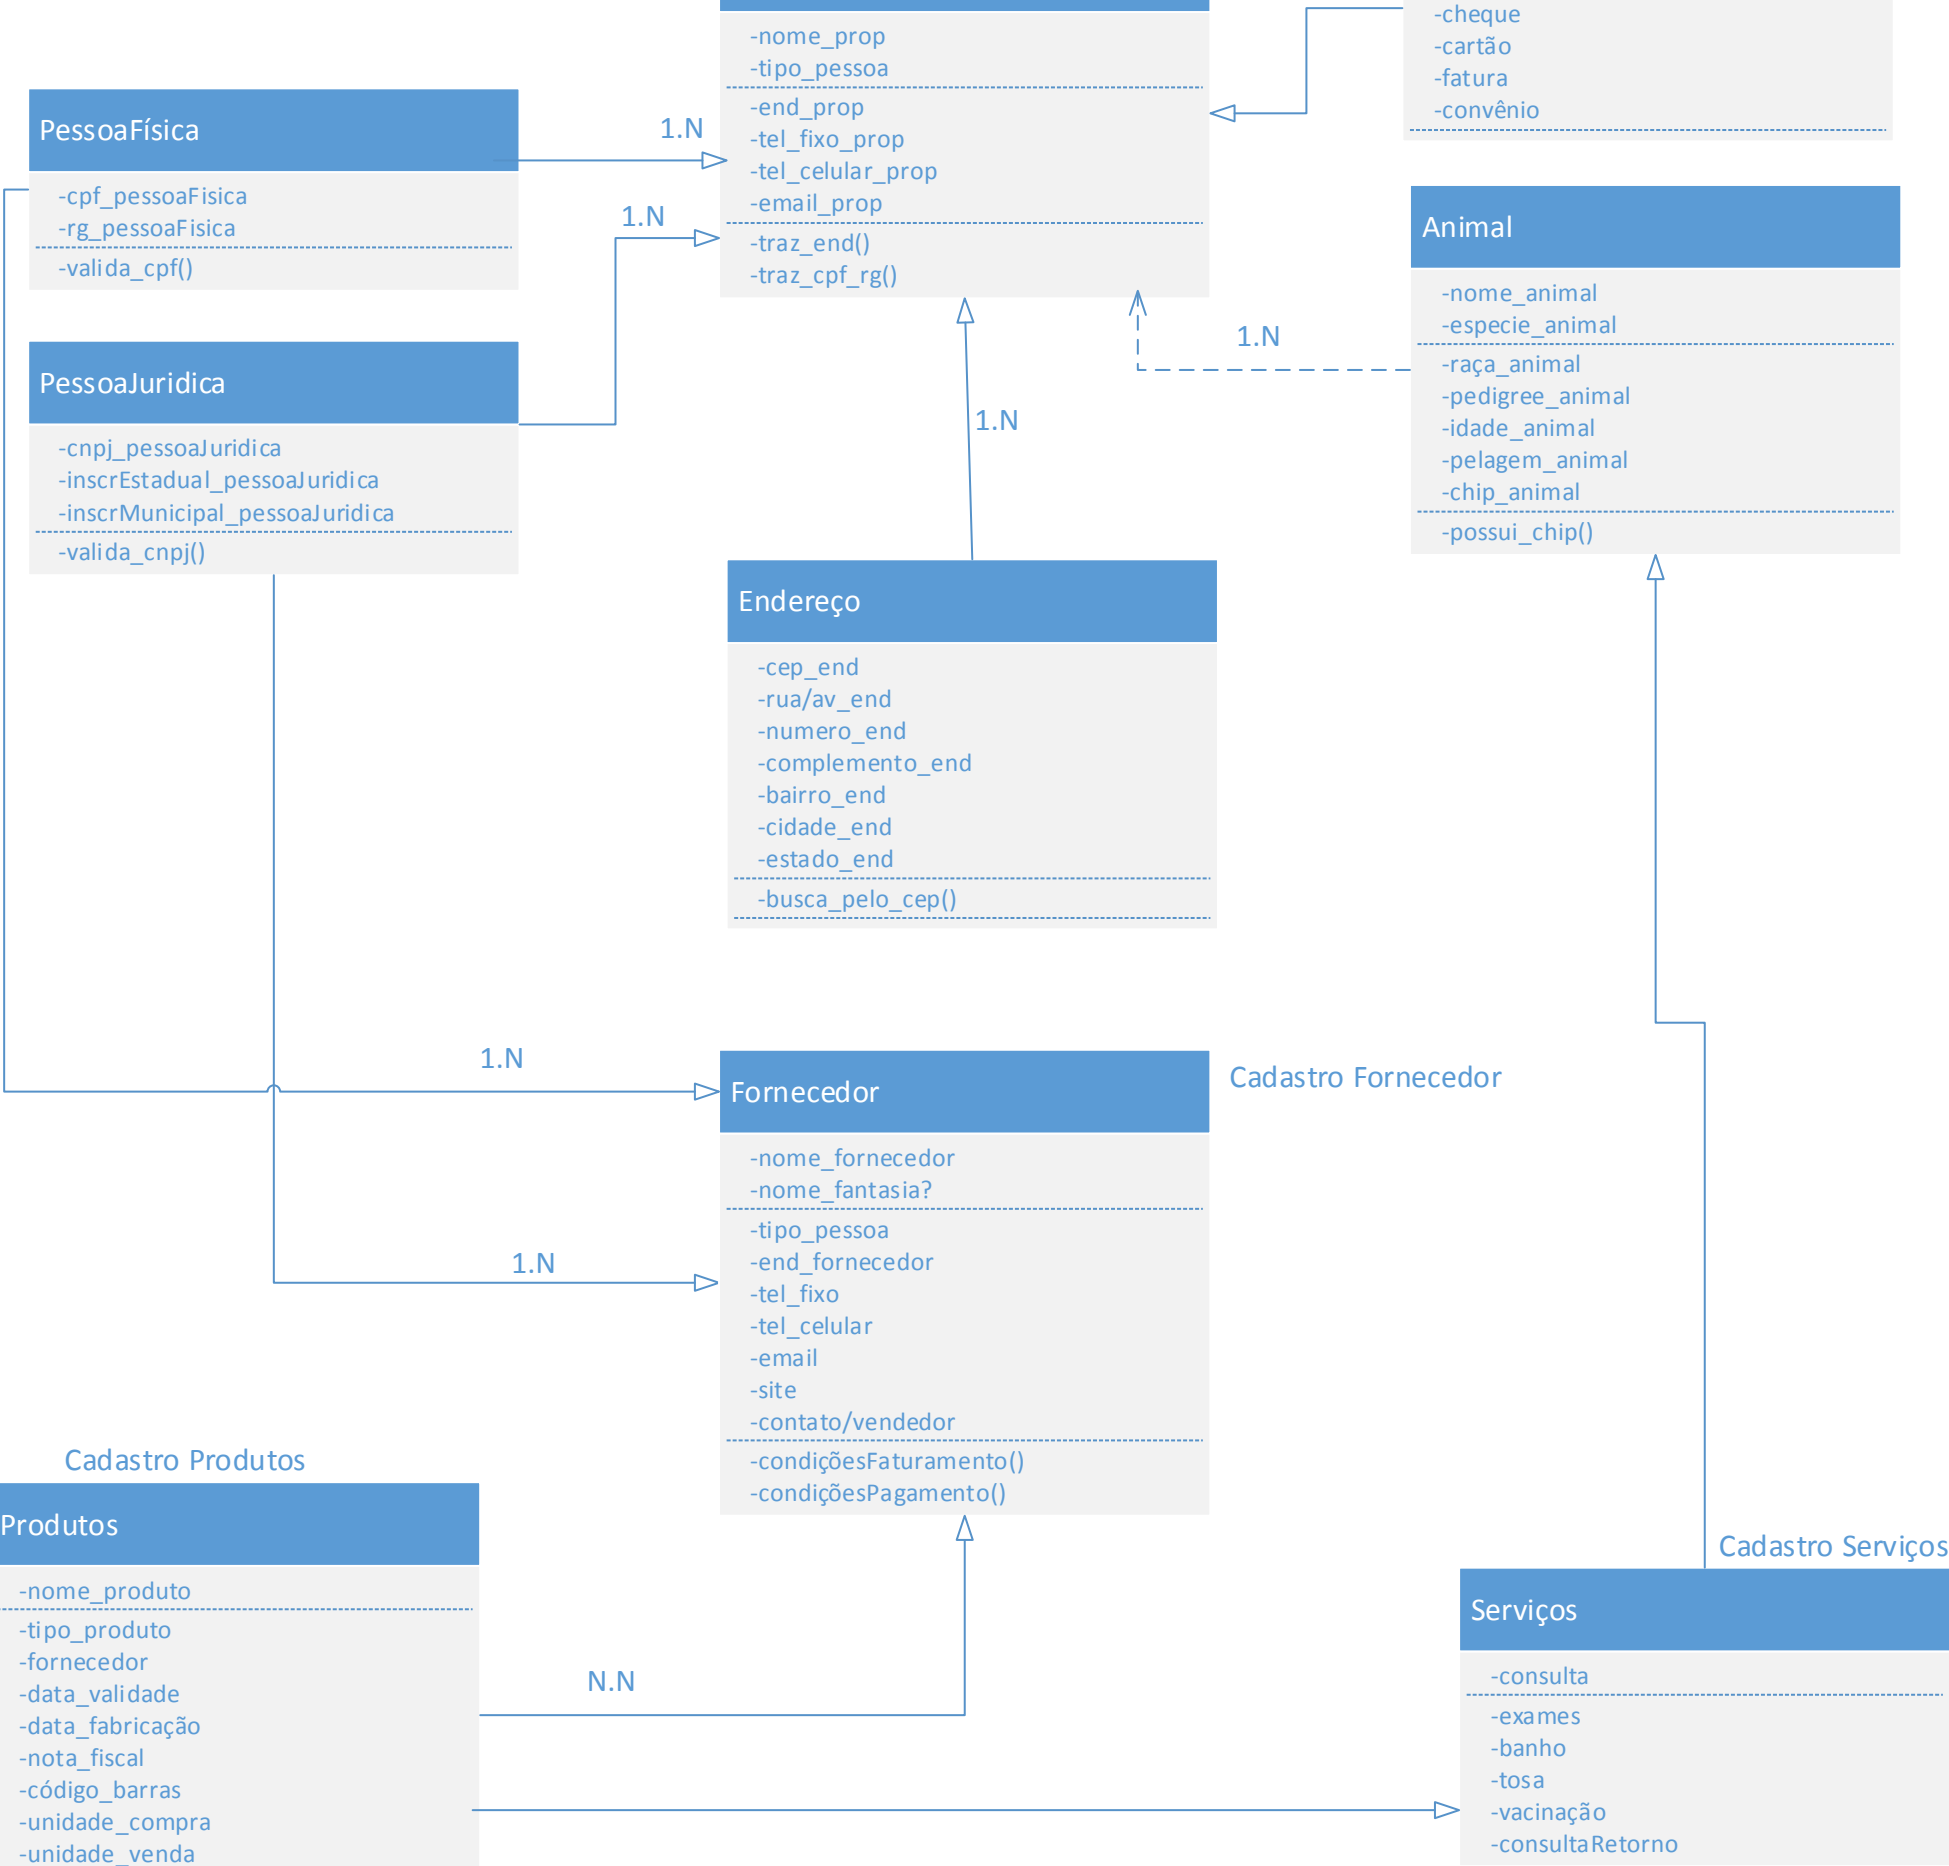 -nome_prop
-tipo_pessoa
-end_prop
-tel_fixo_prop
-tel_celular_prop
-email_prop
-traz_end()
-traz_cpf_rg()
-cheque
-cartão
-fatura
-convênio
PessoaFísica
-cpf_pessoaFisica
-rg_pessoaFisica
-valida_cpf()
1.N
1.N
PessoaJuridica
-cnpj_pessoaJuridica
-inscrEstadual_pessoaJuridica
-inscrMunicipal_pessoaJuridica
-valida_cnpj()
Animal
-nome_animal
-especie_animal
-raça_animal
-pedigree_animal
-idade_animal
-pelagem_animal
-chip_animal
-possui_chip()
1.N
1.N
Endereço
-cep_end
-rua/av_end
-numero_end
-complemento_end
-bairro_end
-cidade_end
-estado_end
-busca_pelo_cep()
1.N
Fornecedor
Cadastro Fornecedor
-nome_fornecedor
-nome_fantasia?
-tipo_pessoa
-end_fornecedor
-tel_fixo
-tel_celular
-email
-site
-contato/vendedor
-condiçõesFaturamento()
-condiçõesPagamento()
1.N
Cadastro Produtos
Produtos
-nome_produto
-tipo_produto
-fornecedor
-data_validade
-data_fabricação
-nota_fiscal
-código_barras
-unidade_compra
-unidade_venda
N.N
Cadastro Serviços
Serviços
-consulta
-exames
-banho
-tosa
-vacinação
-consultaRetorno